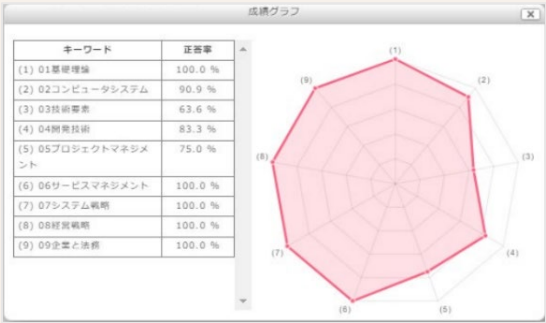 成績グラフ
キーワード 正答率
(1) 01基礎理論 100.0 %
(2) 02コンピュータシステム 90.9 %
(3) 03技術要素 63.6 %
(4) 04開発技術 83.3 %
(5) 05プロジェクトマネジメ 75.0 %
ント
(6) 06サービスマネジメント 100.0 %
(7) 07システム戦略 100.0 %
(8) 08経営戦略 100.0 %
(9) 09企業と法務 100.0 %
(1)
(2)
(3)
(4)
(5)
(6)
(7)
(8)
(9)